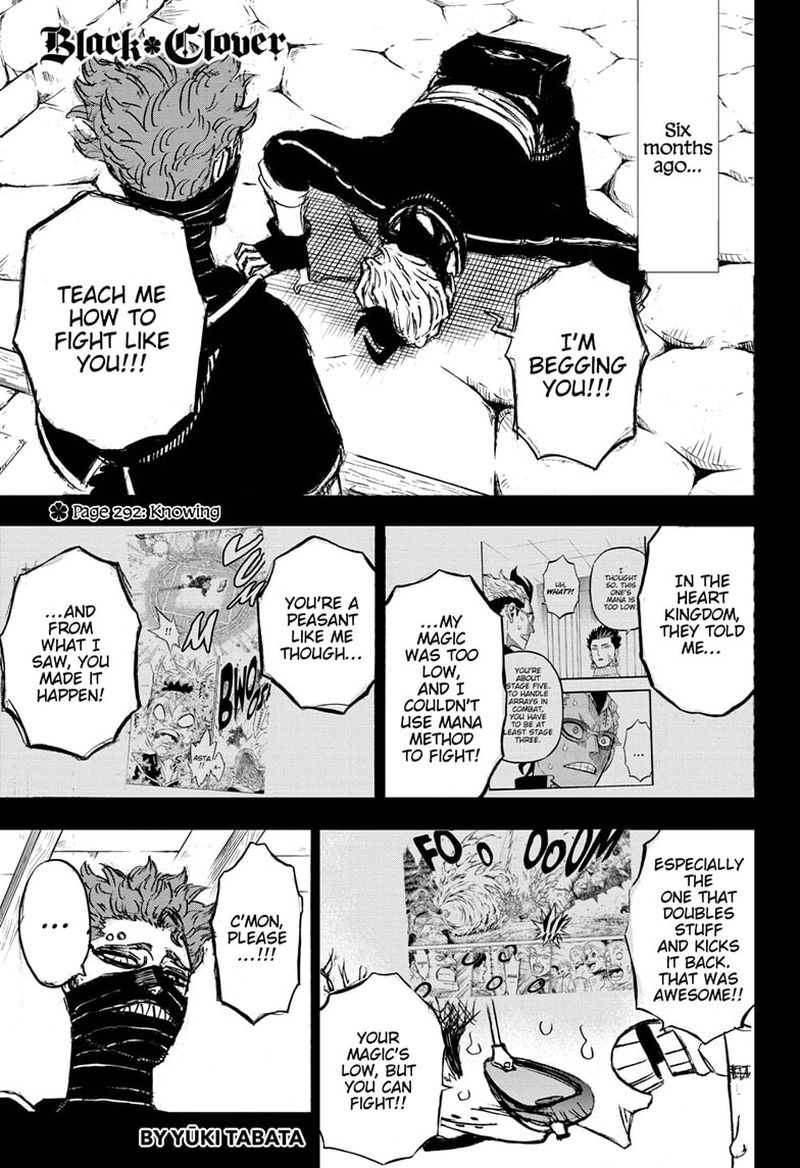 Black Clover
Six
months
ago...
I'M
BEGGING
YOU!!!
TEACH ME
HOW TO
FIGHT LIKE
YOU!!!
Page 292: Knowing
IN THE
HEART
KINGDOM,
THEY TOLD
ME...
I
THOUGHT
SO. THIS
ONE'S
MANA IS
TOO LOW.
UH,
WHAT?!
YOU'RE
ABOUT
STAGE FIVE.
TO HANDLE
ARRAYS IN
COMBAT,
YOU HAVE
TO BE AT
LEAST STAGE
THREE.
...
...MY
MAGIC
WAS TOO
LOW,
AND I
COULDN'T
USE MANA
METHOD
TO FIGHT!
YOU'RE A
PEASANT
LIKE ME
THOUGH...
VUM
VUM
!!
BWOOSH
ASTA
!!
...AND
FROM
WHAT I
SAW, YOU
MADE IT
HAPPEN!
ESPECIALLY
THE
ONE THAT
DOUBLES
STUFF
AND KICKS
IT BACK.
THAT WAS
AWESOME!!
FOOOOOM
YOUR
MAGIC'S
LOW, BUT
YOU CAN
FIGHT!!
C'MON,
PLEASE
...!!!
...
BY YŪKI TABATA